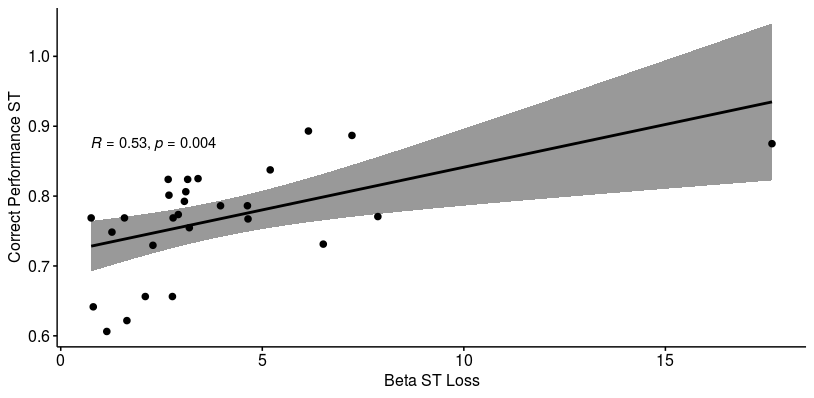 1.0
0.9
R = 0.53, p = 0.004
0.8
0.7
0.6
Correct Performance ST
0 5 10 15
Beta ST Loss